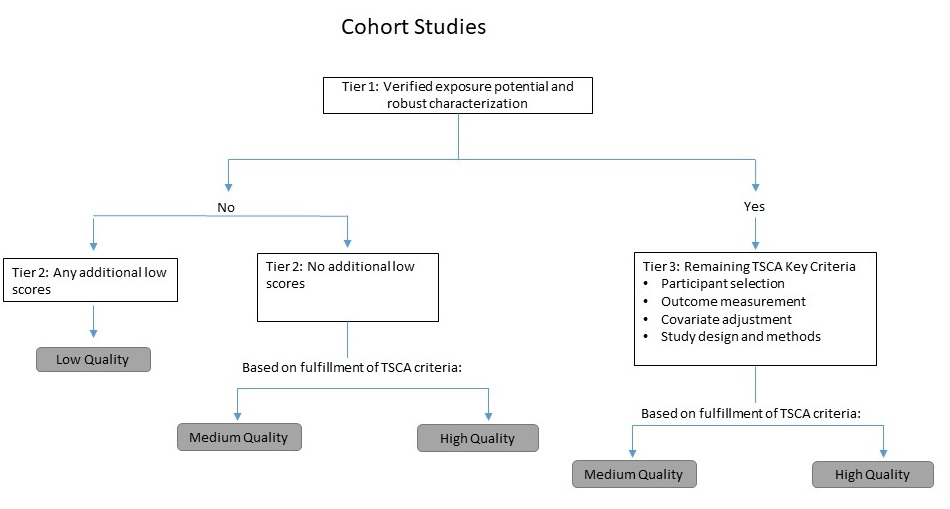 Cohort Studies
Tier 1: Verified exposure potential and
robust characterization
No
Yes
Tier 2: Any additional low
scores
Tier 2: No additional low
scores
Tier 3: Remaining TSCA Key Criteria
• Participant selection
• Outcome measurement
• Covariate adjustment
• Study design and methods
Low Quality
Based on fulfillment of TSCA criteria:
Medium Quality
High Quality
Based on fulfillment of TSCA criteria:
Medium Quality
High Quality